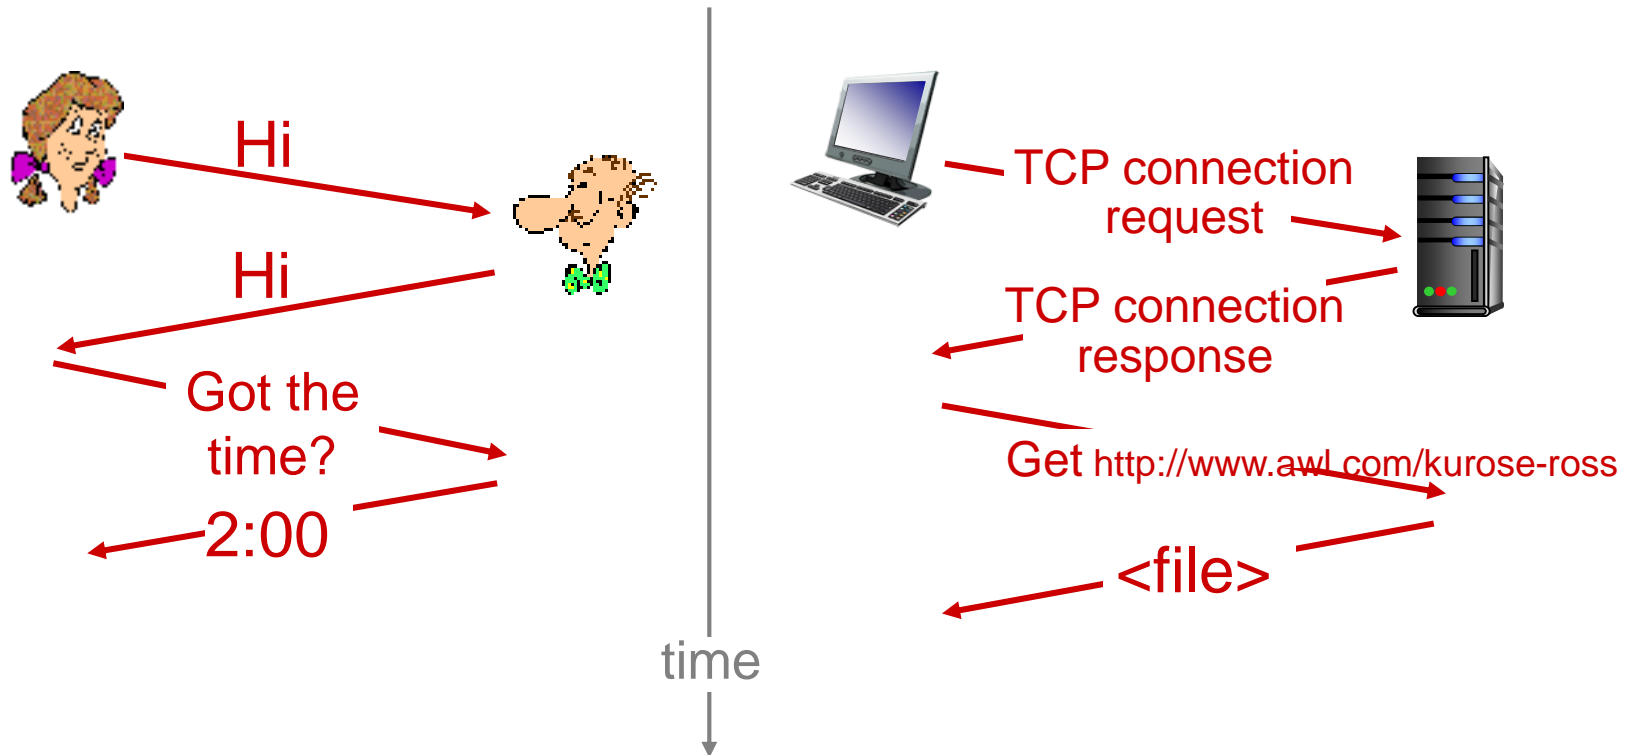 Hi
Hi
Got the
time?
2:00
TCP connection
request
TCP connection
response
Get http://www.awl.com/kurose-ross
<file>
time